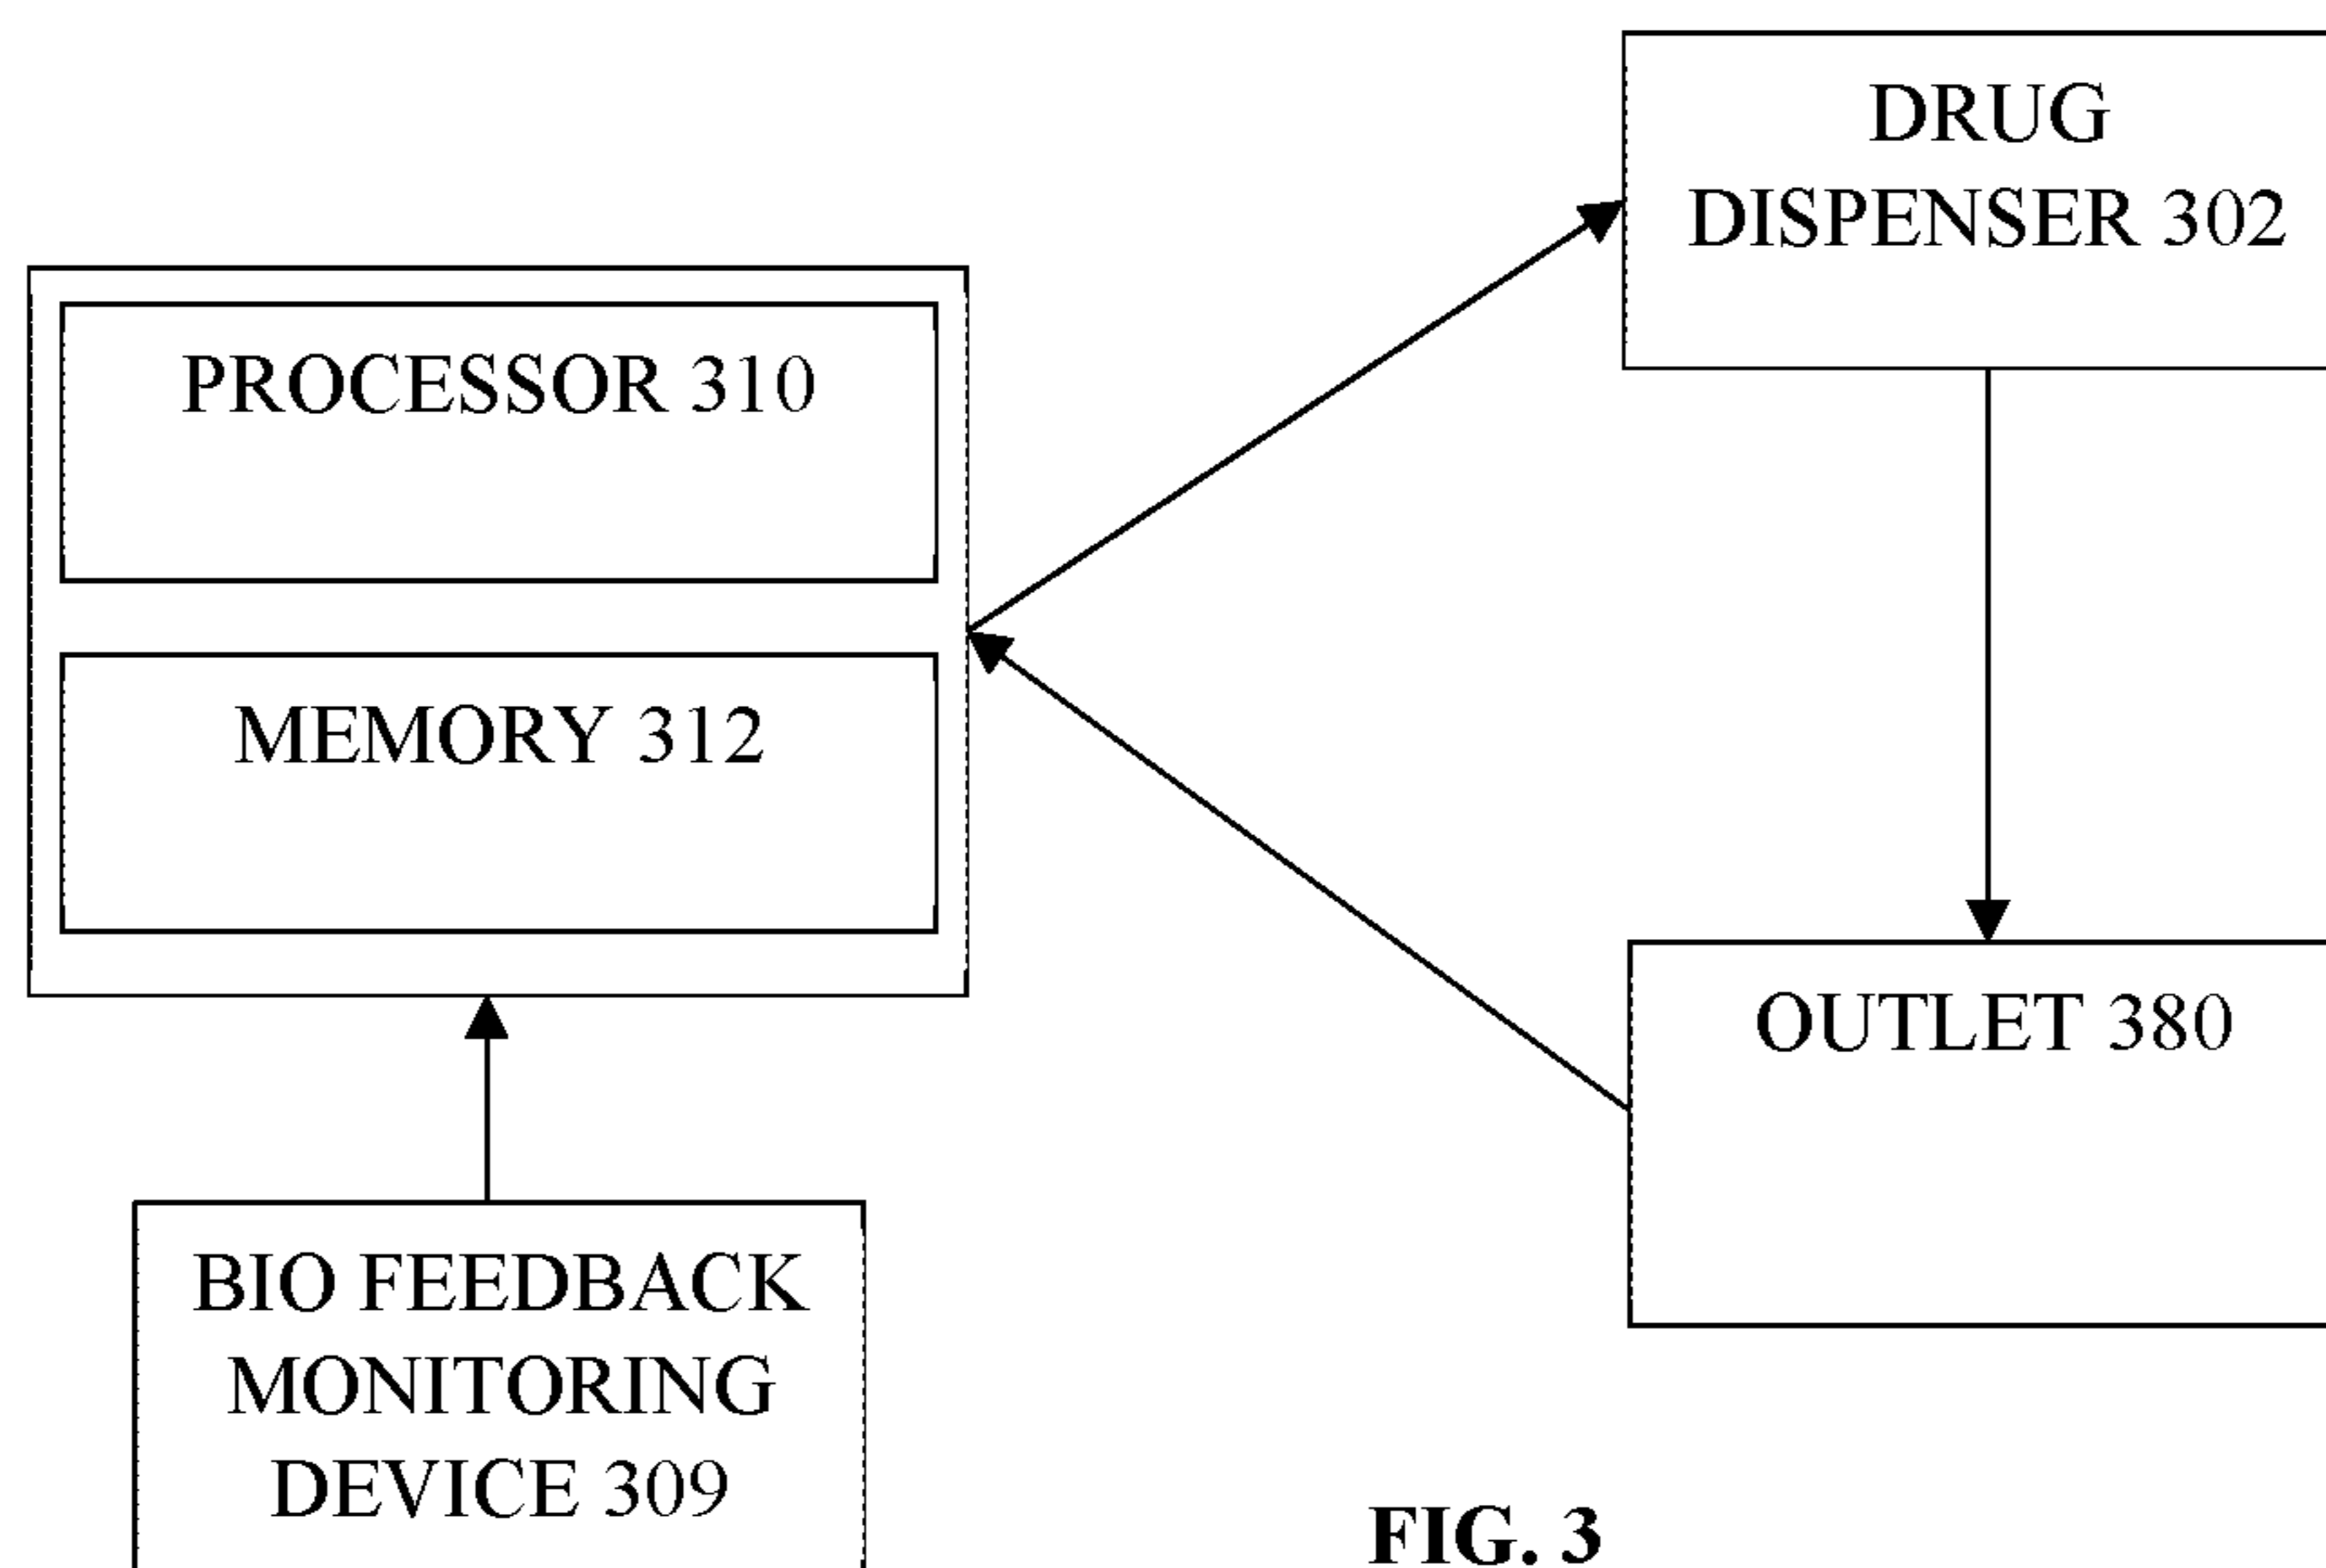 DRUG
DISPENSER 302
PROCESSOR 310
MEMORY 312
OUTLET 380
BIO FEEDBACK
MONITORING
DEVICE 309
FIG. 3